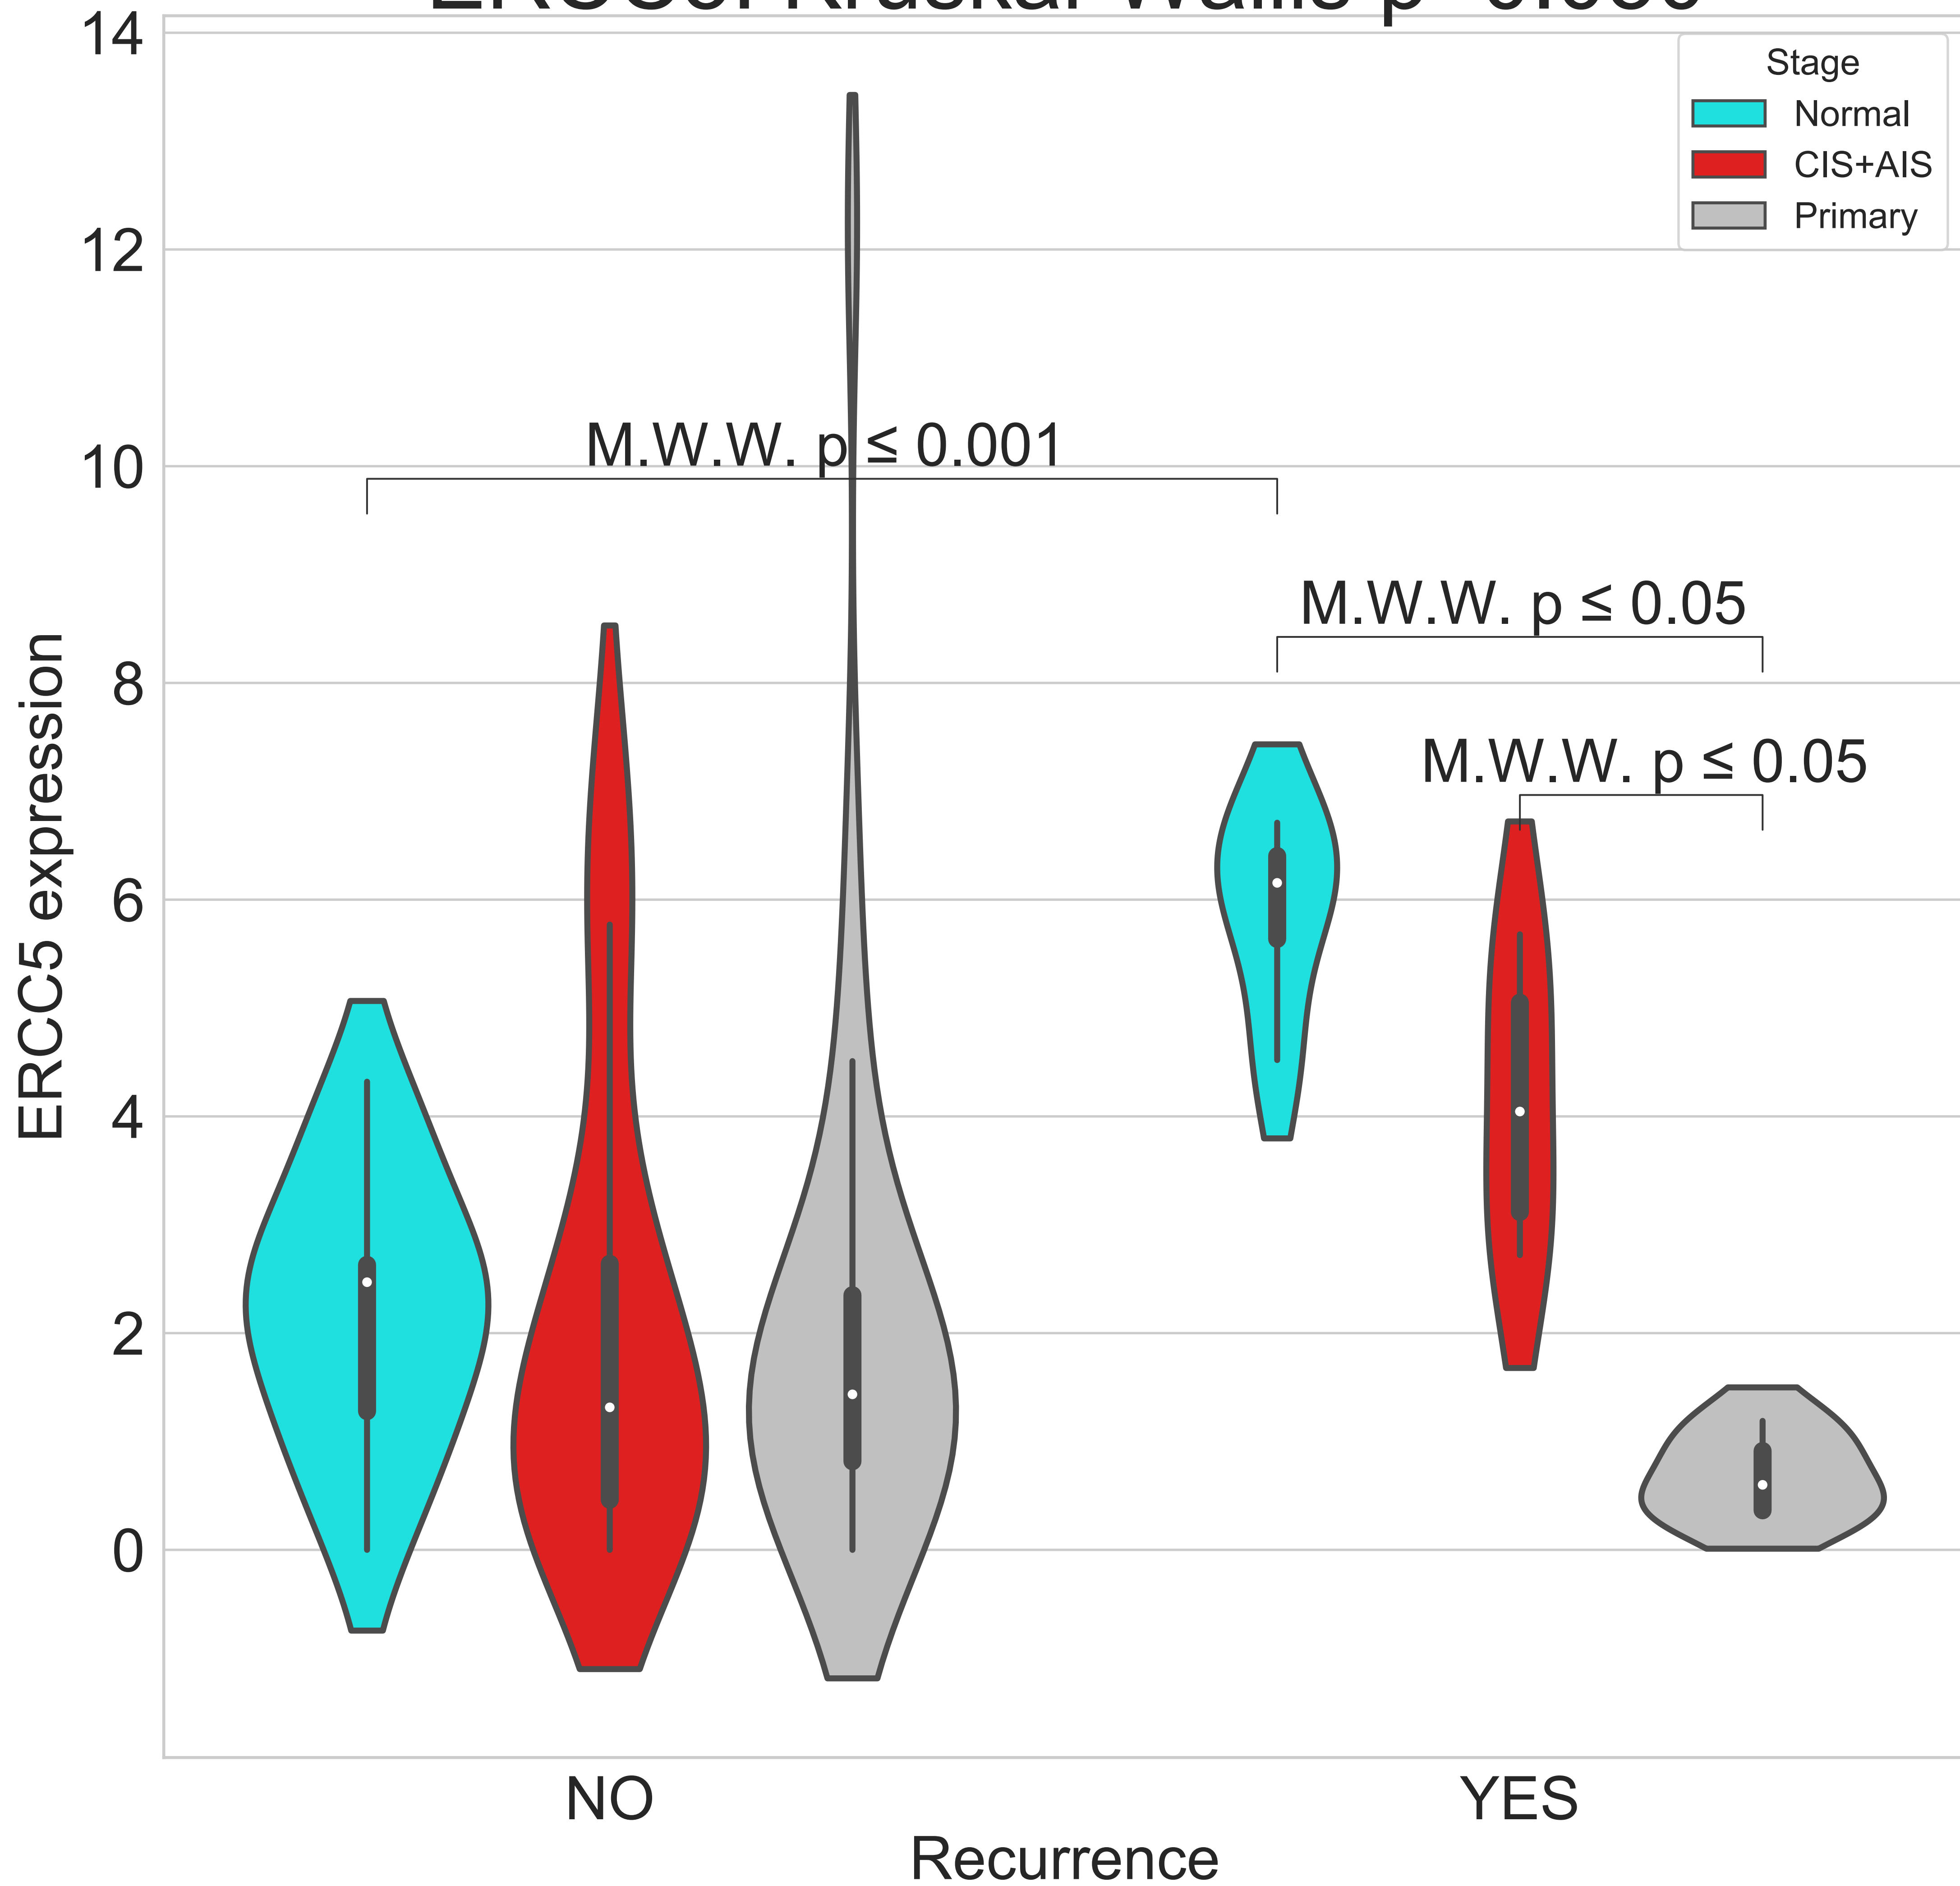 14
12
10
8
6
4
2
0
ERCC5 expression
Stage
Normal
CIS+AIS
Primary
M.W.W. p ≤ 0.001
M.W.W. p ≤ 0.05
M.W.W. p ≤ 0.05
NO
YES
Recurrence